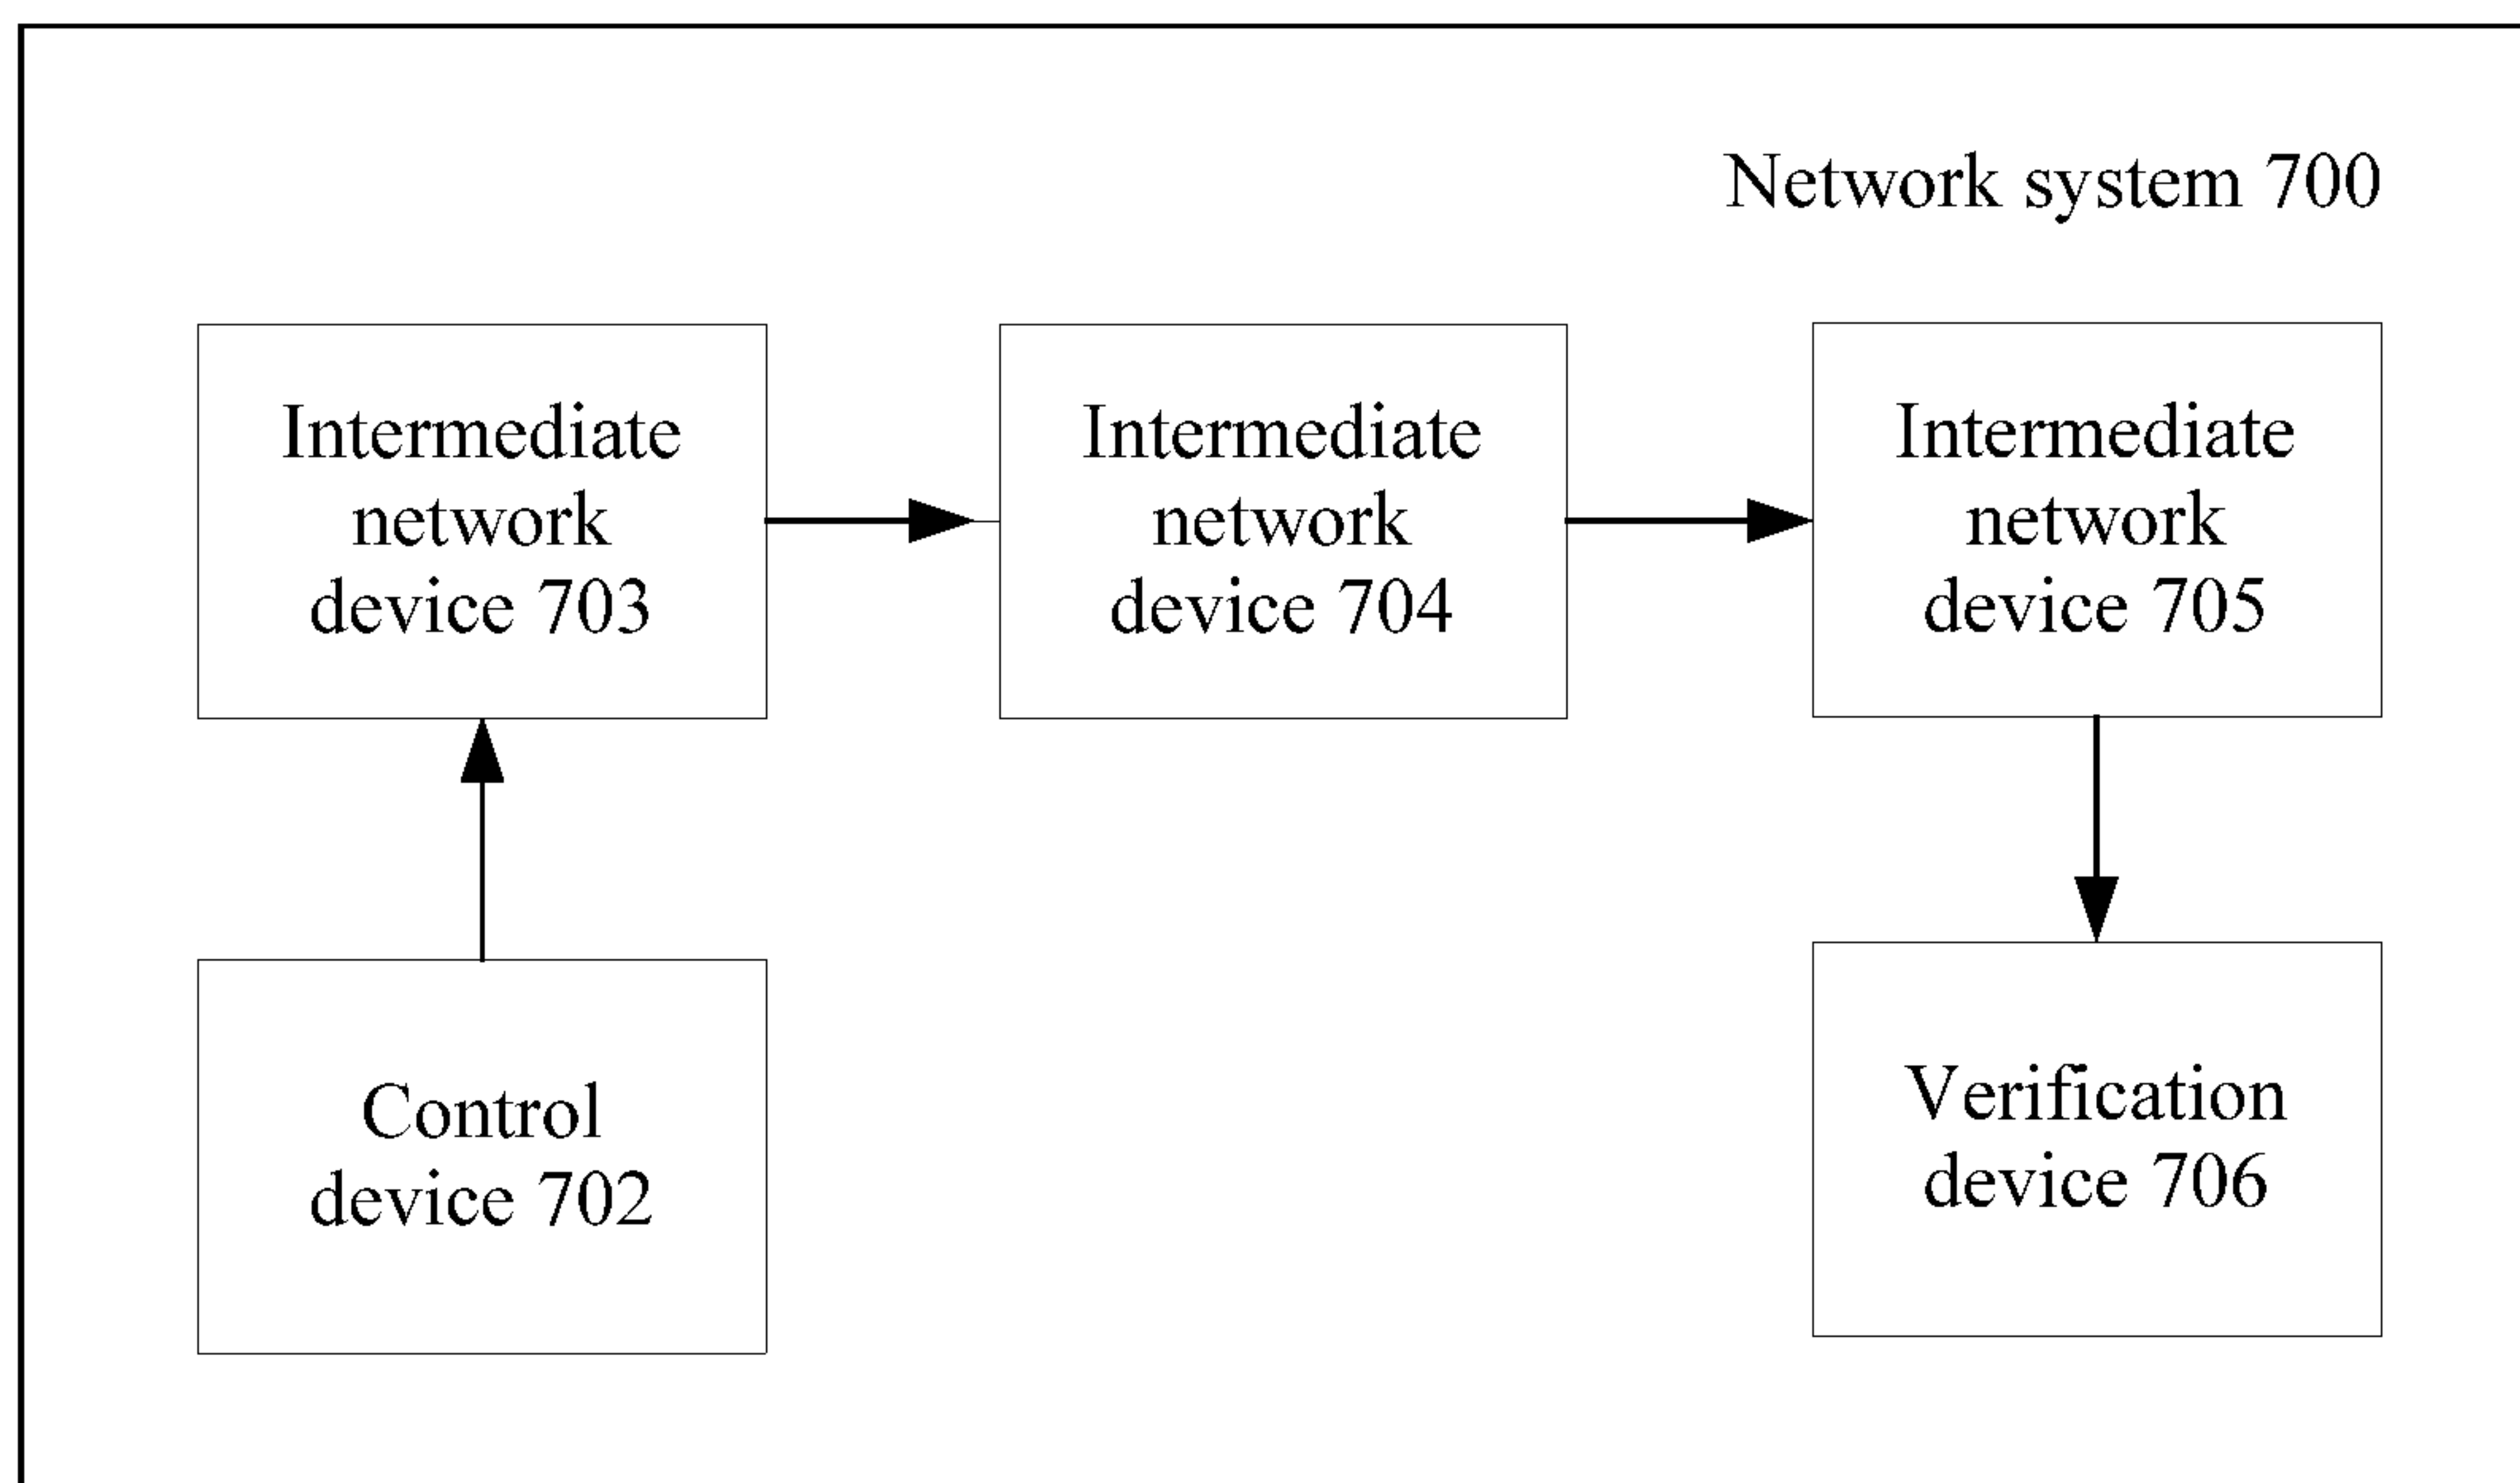 Network system 700
Intermediate
network
device 703
Intermediate
network
device 704
Intermediate
network
device 705
Control
device 702
Verification
device 706